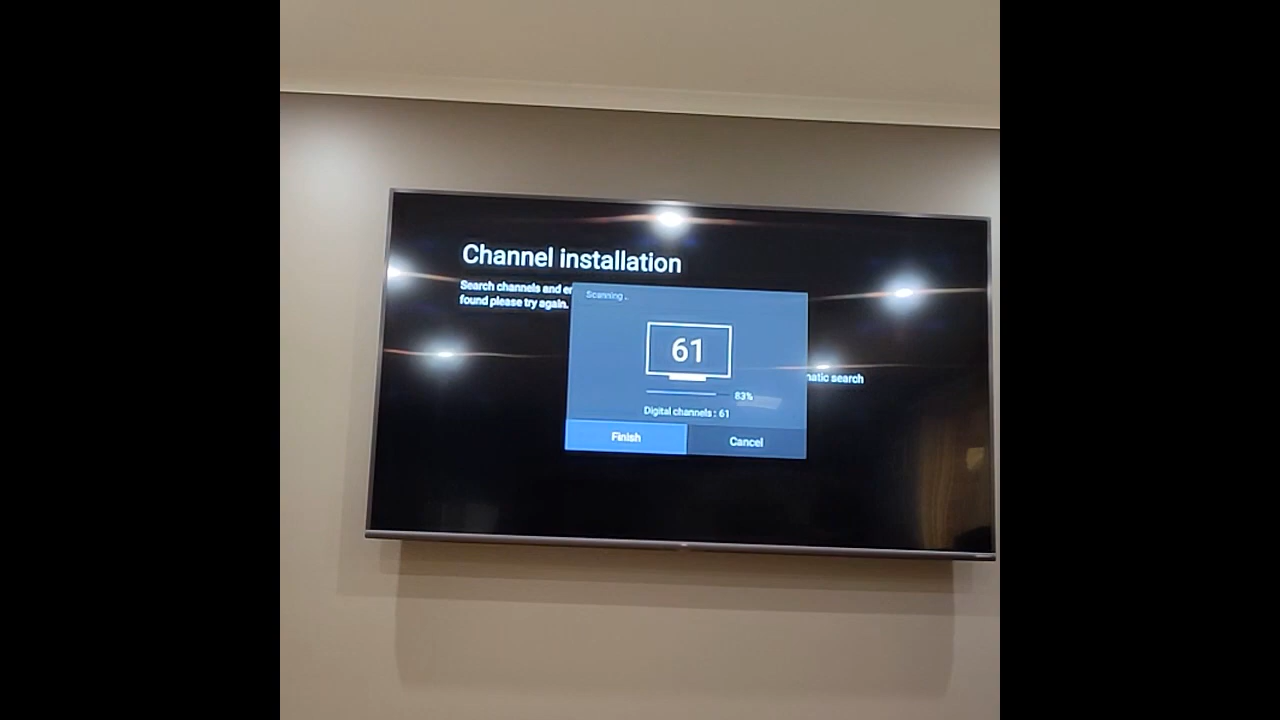 Channel installation
Search channels and en
found please try again.
Scanning .
61
83%
Digital channels : 61
Finish
Cancel
natic search